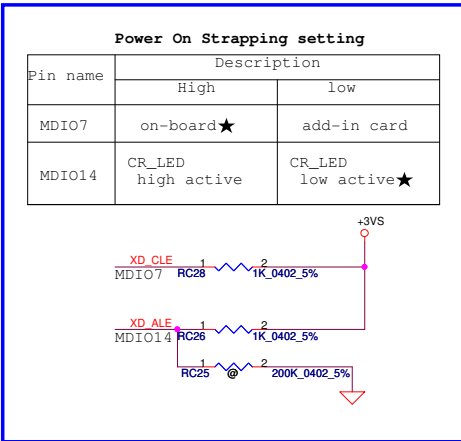 Power On Strapping setting
Pin name Description
High low
MDIO7 on-board★ add-in card
MDIO14 CR_LED high active CR_LED low active★
+3VS
XD_CLE 1 2
MDIO7 RC28 1K_0402_5%
XD_ALE 1 2
MDIO14 RC26 1K_0402_5%
1 2
RC25 @ 200K_0402_5%